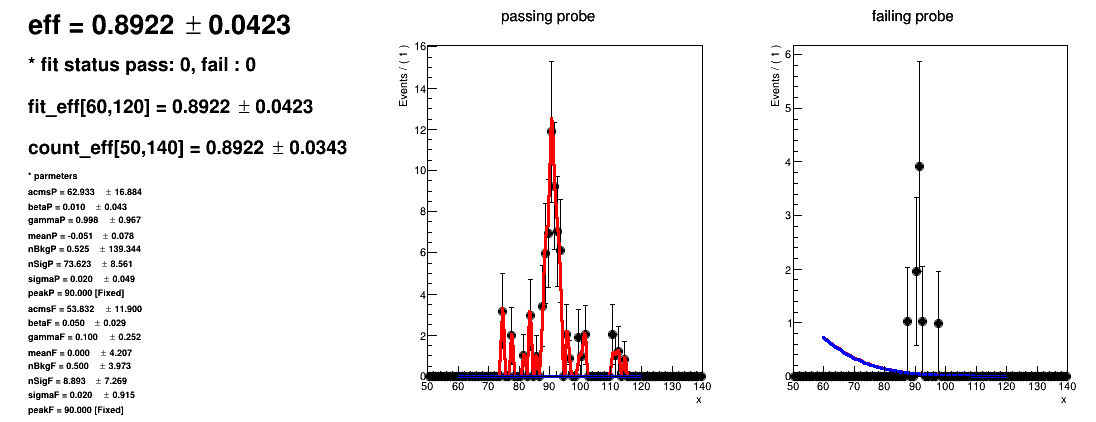 eff = 0.8922 ± 0.0423
* fit status pass: 0, fail : 0
fit_eff[60,120] = 0.8922 ± 0.0423
count_eff[50,140] = 0.8922 ± 0.0343
* parmeters
acmsP = 62.933 ± 16.884
betaP = 0.010 ± 0.043
gammaP = 0.998 ± 0.967
meanP = -0.051 ± 0.078
nBkgP = 0.525 ± 139.344
nSigP = 73.623 ± 8.561
sigmaP = 0.020 ± 0.049
peakP = 90.000 [Fixed]
acmsF = 53.832 ± 11.900
betaF = 0.050 ± 0.029
gammaF = 0.100 ± 0.252
meanF = 0.000 ± 4.207
nBkgF = 0.500 ± 3.973
nSigF = 8.893 ± 7.269
sigmaF = 0.020 ± 0.915
peakF = 90.000 [Fixed]
passing probe
Events / ( 1 )
16
14
12
10
8
6
4
2
0
50 60 70 80 90 100 110 120 130 140
x
failing probe
Events / ( 1 )
6
5
4
3
2
1
0
50 60 70 80 90 100 110 120 130 140
x